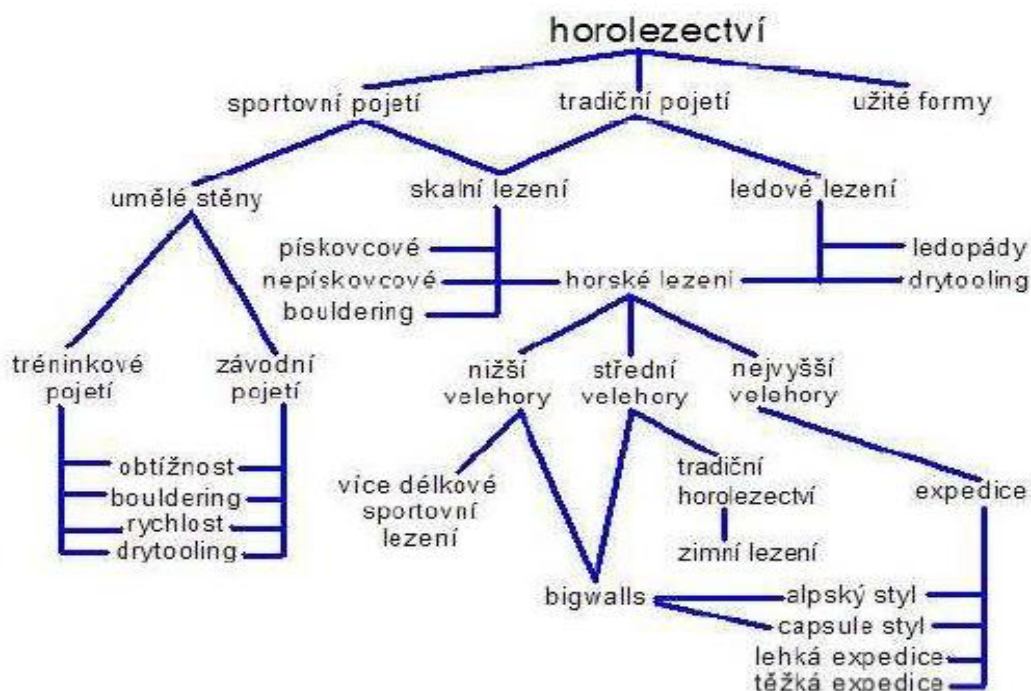 horolezectví
sportovní pojetí
tradiční pojetí
užité formy
umělé stěny
skalní lezení
ledové lezení
pískovcové
nepískovcové
bouldering
horské lezení
ledopády
drytooling
tréninkové
pojetí
závodní
pojetí
nižší
velehory
střední
velehory
nejvyšší
velehory
obtížnost
bouldering
rychlost
drytooling
více délkové
sportovní
lezení
tradiční
horolezectví
zimní lezení
expedice
bigwalls
alpský styl
capsule styl
lehká expedice
těžká expedice